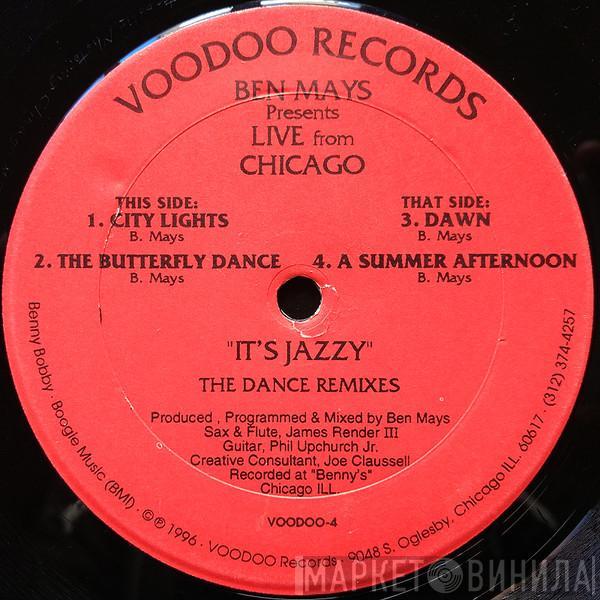 VOODOO RECORDS
BEN MAYS
Presents
LIVE from
CHICAGO
THIS SIDE:
1. CITY LIGHTS
B. Mays
2. THE BUTTERFLY DANCE
B. Mays
THAT SIDE:
3. DAWN
B. Mays
4. A SUMMER AFTERNOON
B. Mays
"IT'S JAZZY"
THE DANCE REMIXES
Produced , Programmed & Mixed by Ben Mays
Sax & Flute, James Render III
Guitar, Phil Upchurch Jr.
Creative Consultant, Joe Claussell
Recorded at "Benny's"
Chicago ILL.
VOODOO-4
Benny Bobby · Boogie Music (BMI) · © ℗ 1996 · VOODOO Records · 9048 S. Oglesby, Chicago ILL. 60617 · (312) 374-4257
МАРКЕТ ВИНИЛА